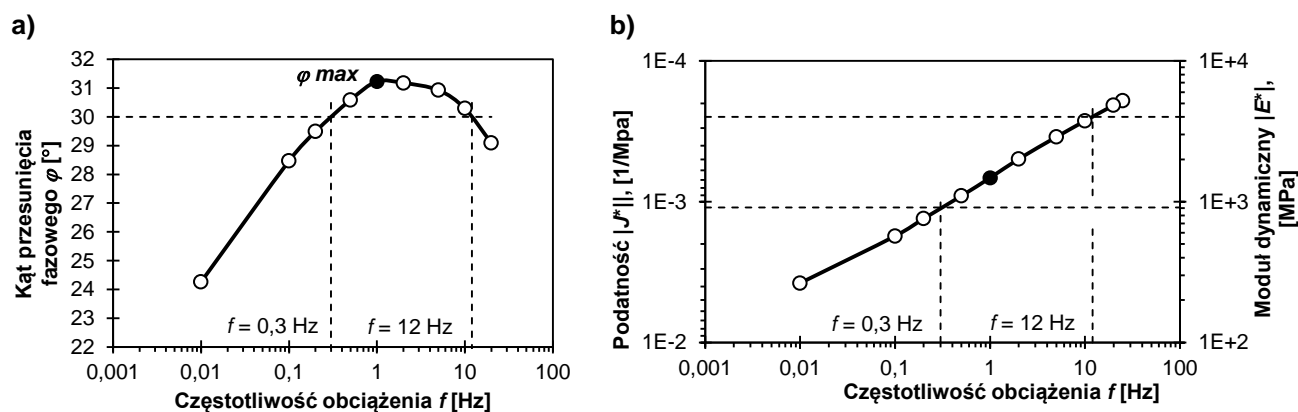 a)
Kąt przesunięcia
fazowego φ [°]
32
31
30
29
28
27
26
25
24
23
22
φ max
f = 0,3 Hz
f = 12 Hz
0,001
0,01
0,1
1
10
100
Częstotliwość obciążenia f [Hz]
b)
Podatność |J*||, [1/Mpa]
1E-4
1E-3
1E-2
f = 0,3 Hz
f = 12 Hz
0,001
0,01
0,1
1
10
100
Częstotliwość obciążenia f [Hz]
1E+4
1E+3
1E+2
Moduł dynamiczny |E*|,
[MPa]